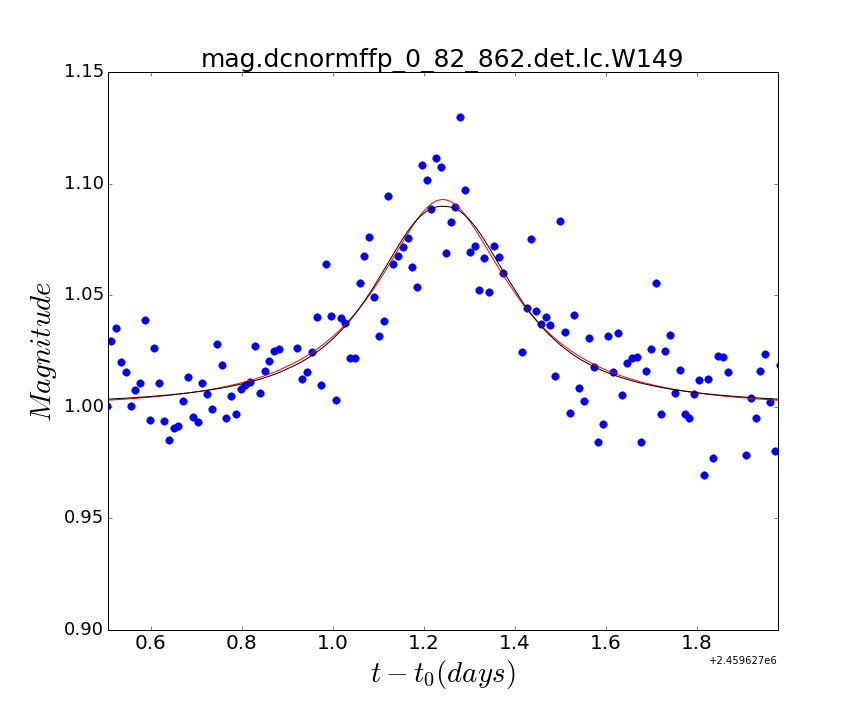 mag.dcnormffp_0_82_862.det.lc.W149
1.15
1.10
1.05
1.00
0.95
0.90
Magnitude
0.6 0.8 1.0 1.2 1.4 1.6 1.8
+2.459627e6
t − t₀(days)